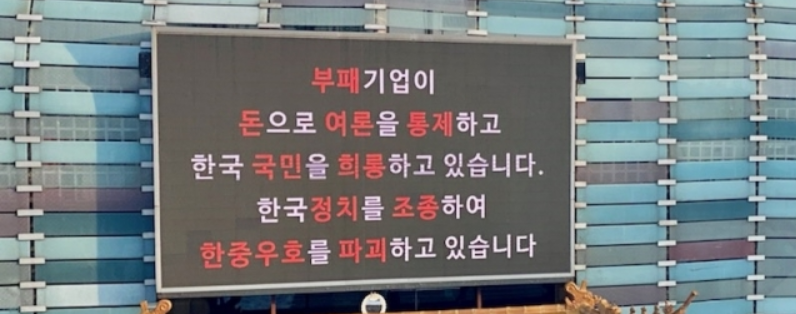 부패기업이
돈으로 여론을 통제하고
한국 국민을 희롱하고 있습니다.
한국정치를 조종하여
한중우호를 파괴하고 있습니다